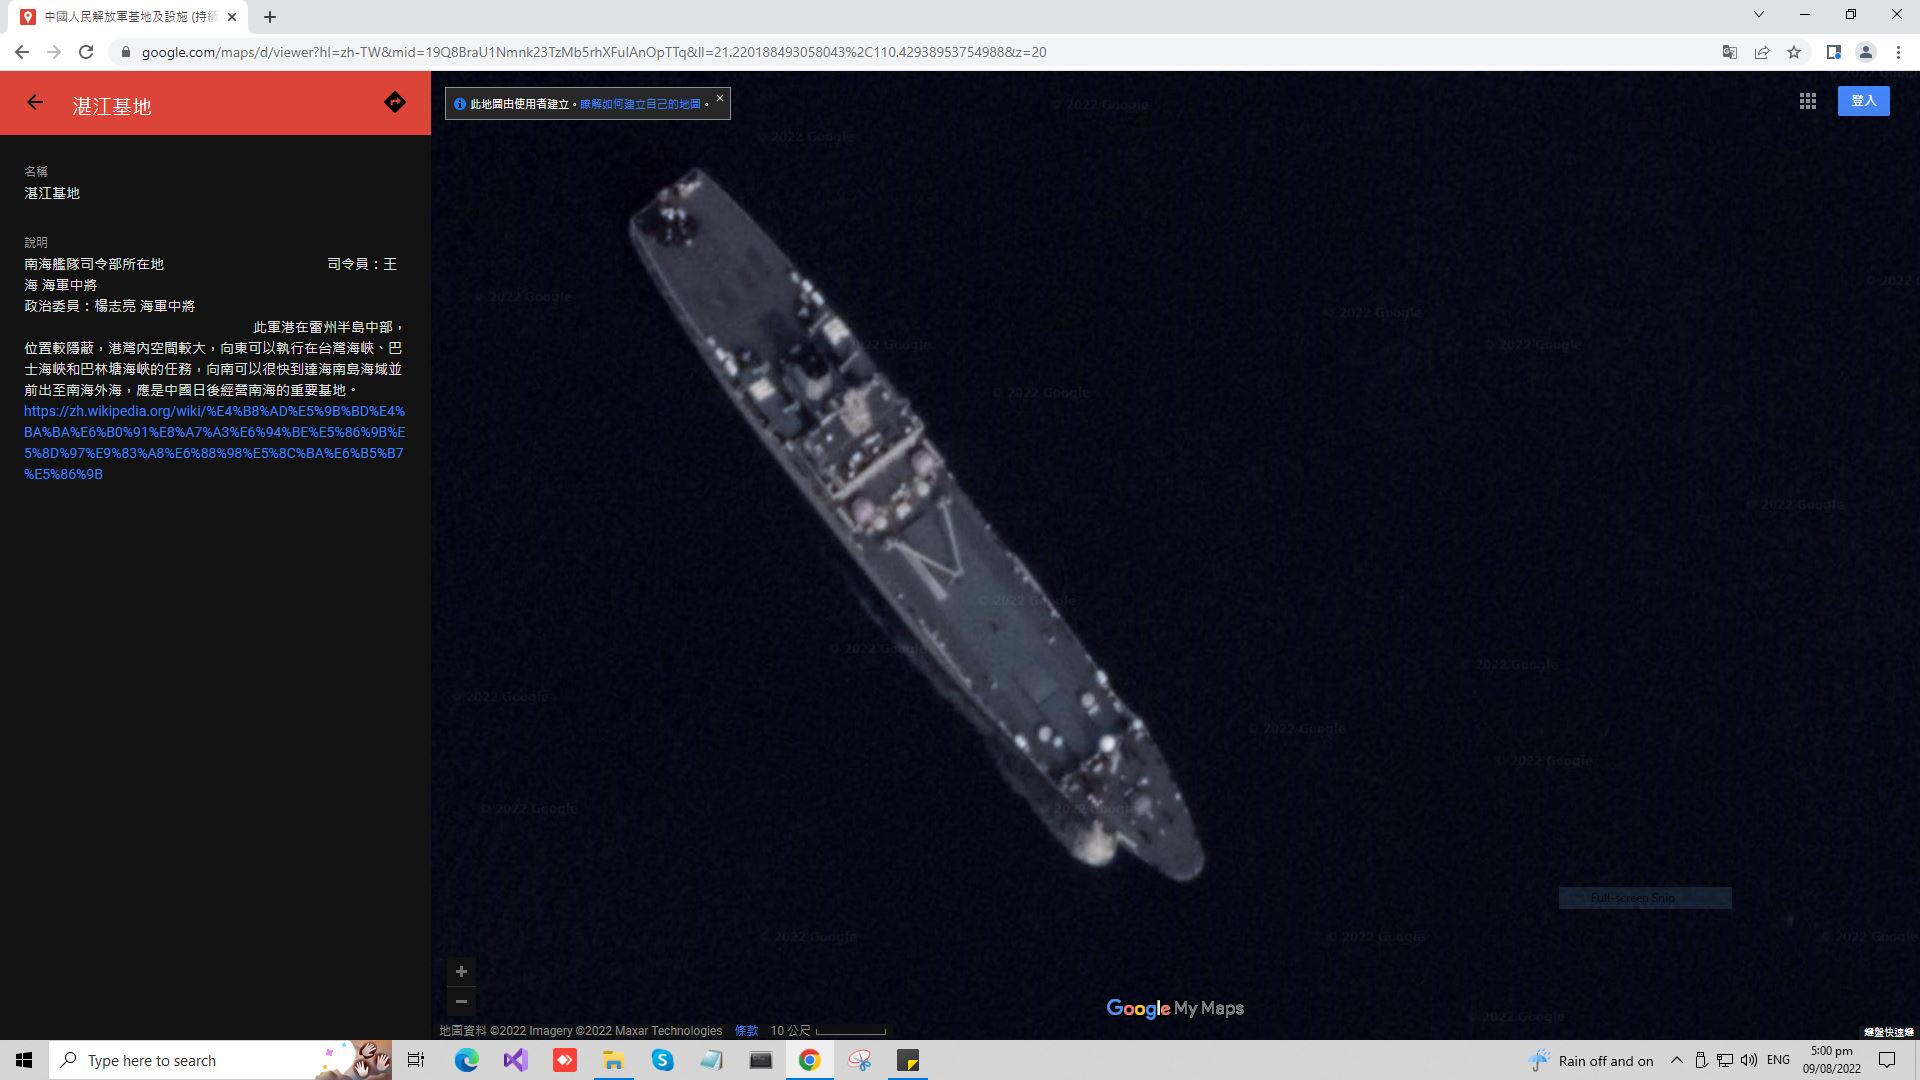 中國人民解放軍基地及設施 (持續
google.com/maps/d/viewer?hl=zh-TW&mid=19Q8BraU1Nmnk23TzMb5rhXFulAnOpTTq&ll=21.220188493058043%2C110.42938953754988&z=20
湛江基地
此地圖由使用者建立。瞭解如何建立自己的地圖。
登入
名稱
湛江基地
說明
南海艦隊司令部所在地 司令員：王
海 海軍中將
政治委員：楊志亮 海軍中將
此軍港在雷州半島中部，
位置較隱蔽，港灣內空間較大，向東可以執行在台灣海峽、巴
士海峽和巴林塘海峽的任務，向南可以很快到達海南島海域並
前出至南海外海，應是中國日後經營南海的重要基地。
https://zh.wikipedia.org/wiki/%E4%B8%AD%E5%9B%BD%E4%
BA%BA%E6%B0%91%E8%A7%A3%E6%94%BE%E5%86%9B%E
5%8D%97%E9%83%A8%E6%88%98%E5%8C%BA%E6%B5%B7
%E5%86%9B
© 2022 Google
Full-screen Snip
Google My Maps
地圖資料 ©2022 Imagery ©2022 Maxar Technologies 條款 10 公尺
鍵盤快速鍵
Type here to search
Rain off and on
ENG
5:00 pm
09/08/2022